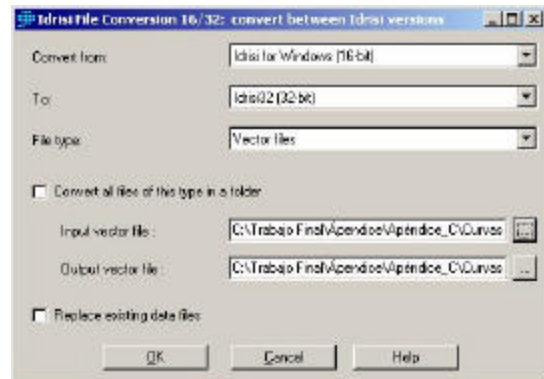 Idrisi File Conversion 16/32: convert between Idrisi versions
Convert from:
Idrisi for Windows (16-bit)
To:
Idrisi32 (32-bit)
File type:
Vector files
Convert all files of this type in a folder
Input vector file :
C:\Trabajo Final\Ápendice\Apéndice_C\Curvas
...
Output vector file :
C:\Trabajo Final\Ápendice\Apéndice_C\Curvas
...
Replace existing data files
OK
Cancel
Help